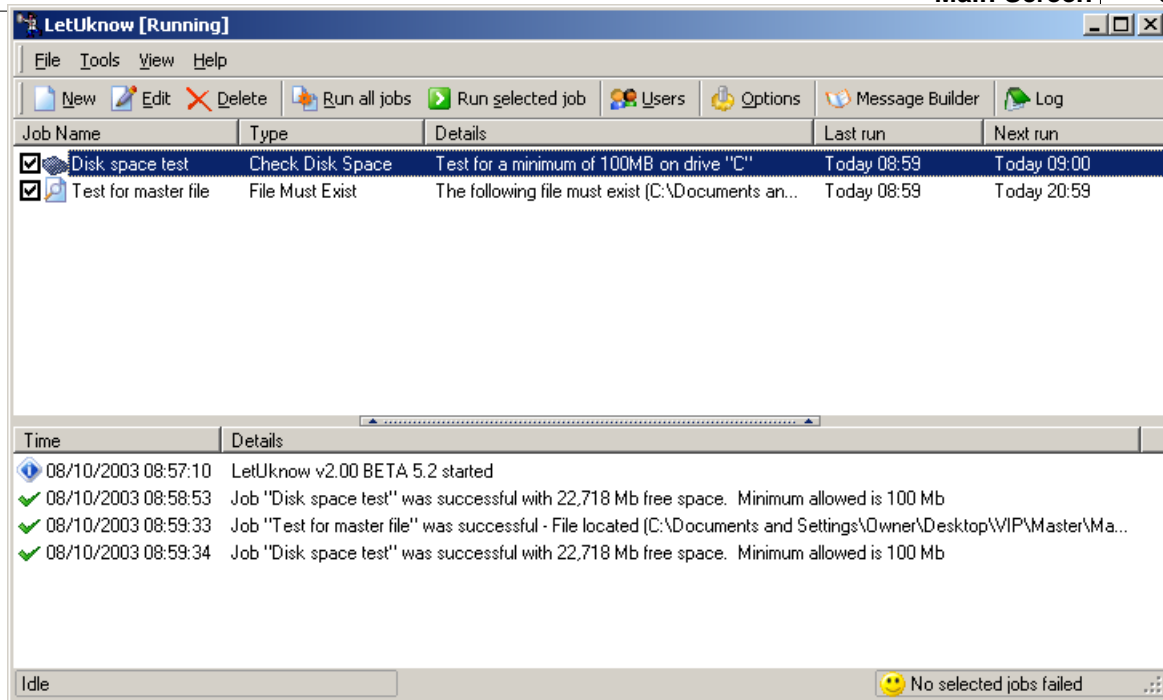 Main Screen
LetUknow [Running]
File Tools View Help
New Edit Delete Run all jobs Run selected job Users Options Message Builder Log
Job Name Type Details Last run Next run
Disk space test Check Disk Space Test for a minimum of 100MB on drive "C" Today 08:59 Today 09:00
Test for master file File Must Exist The following file must exist (C:\Documents an... Today 08:59 Today 20:59
Time Details
08/10/2003 08:57:10 LetUknow v2.00 BETA 5.2 started
08/10/2003 08:58:53 Job "Disk space test" was successful with 22,718 Mb free space. Minimum allowed is 100 Mb
08/10/2003 08:59:33 Job "Test for master file" was successful - File located (C:\Documents and Settings\Owner\Desktop\VIP\Master\Ma...
08/10/2003 08:59:34 Job "Disk space test" was successful with 22,718 Mb free space. Minimum allowed is 100 Mb
Idle No selected jobs failed